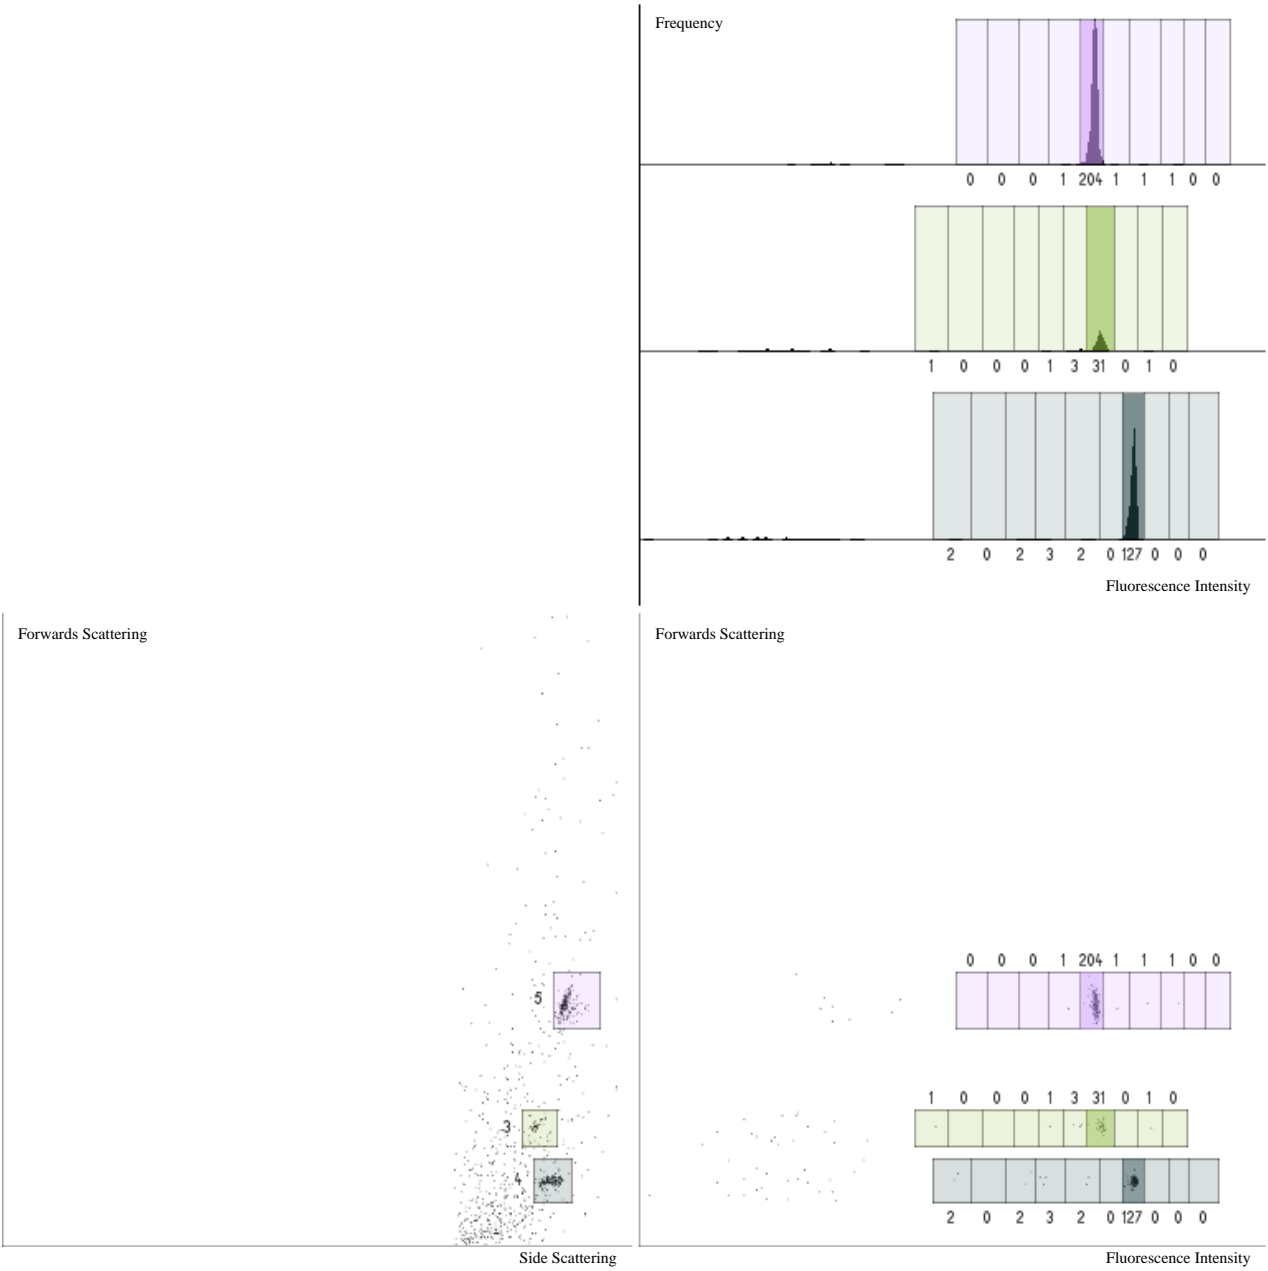 Frequency
0 0 0 1 204 1 1 1 0 0
1 0 0 0 1 3 31 0 1 0
2 0 2 3 2 0 127 0 0 0
Fluorescence Intensity
Forwards Scattering
5
3
4
Side Scattering
Forwards Scattering
0 0 0 1 204 1 1 1 0 0
1 0 0 0 1 3 31 0 1 0
2 0 2 3 2 0 127 0 0 0
Fluorescence Intensity